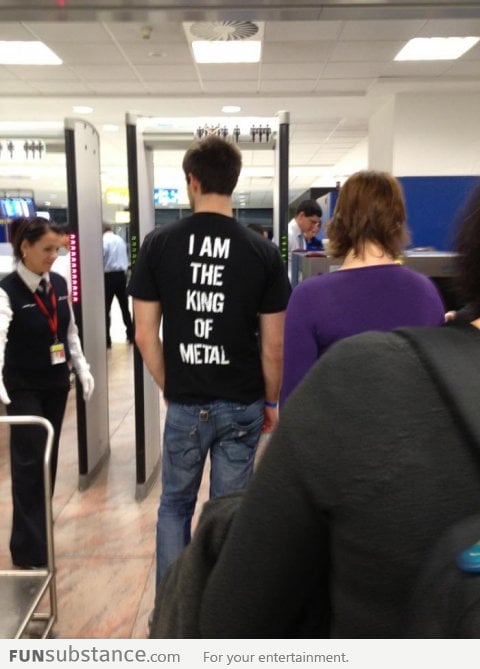 I AM
THE
KING
OF
METAL
FUNsubstance.com For your entertainment.